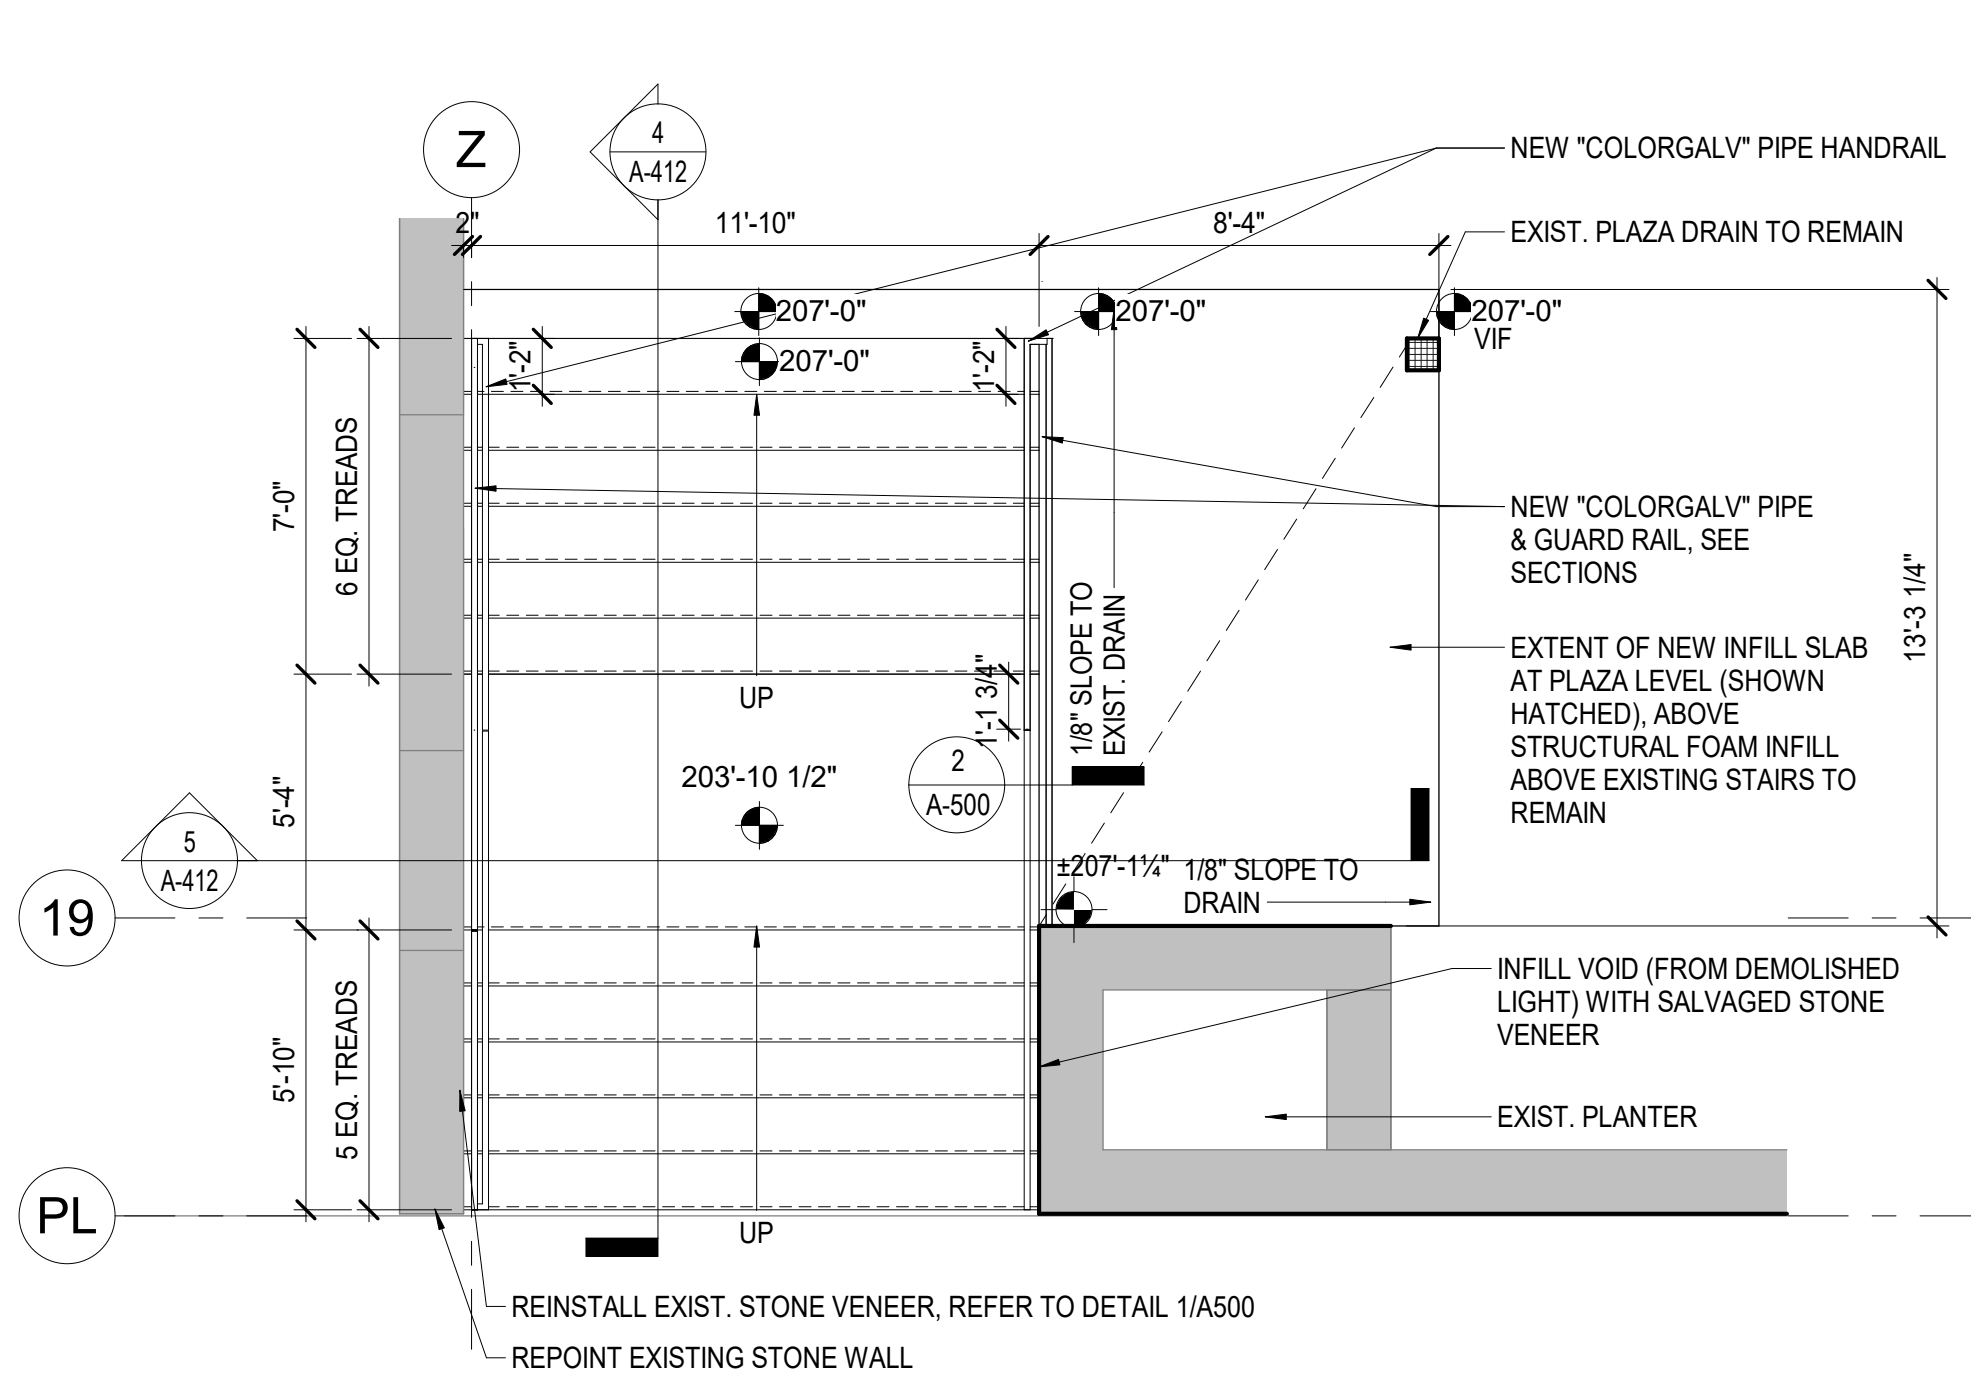 Z
4
A-412
NEW "COLORGALV" PIPE HANDRAIL
2"
11'-10"
8'-4"
EXIST. PLAZA DRAIN TO REMAIN
207'-0"
207'-0"
207'-0"
VIF
207'-0"
1'-2"
1'-2"
7'-0"
6 EQ. TREADS
NEW "COLORGALV" PIPE
& GUARD RAIL, SEE
SECTIONS
13'-3 1/4"
1/8" SLOPE TO
EXIST. DRAIN
EXTENT OF NEW INFILL SLAB
AT PLAZA LEVEL (SHOWN
HATCHED), ABOVE
STRUCTURAL FOAM INFILL
ABOVE EXISTING STAIRS TO
REMAIN
UP
1'-1 3/4"
203'-10 1/2"
2
A-500
5'-4"
5
A-412
±207'-1¼"
1/8" SLOPE TO
DRAIN
19
5'-10"
5 EQ. TREADS
INFILL VOID (FROM DEMOLISHED
LIGHT) WITH SALVAGED STONE
VENEER
EXIST. PLANTER
PL
UP
REINSTALL EXIST. STONE VENEER, REFER TO DETAIL 1/A500
REPOINT EXISTING STONE WALL